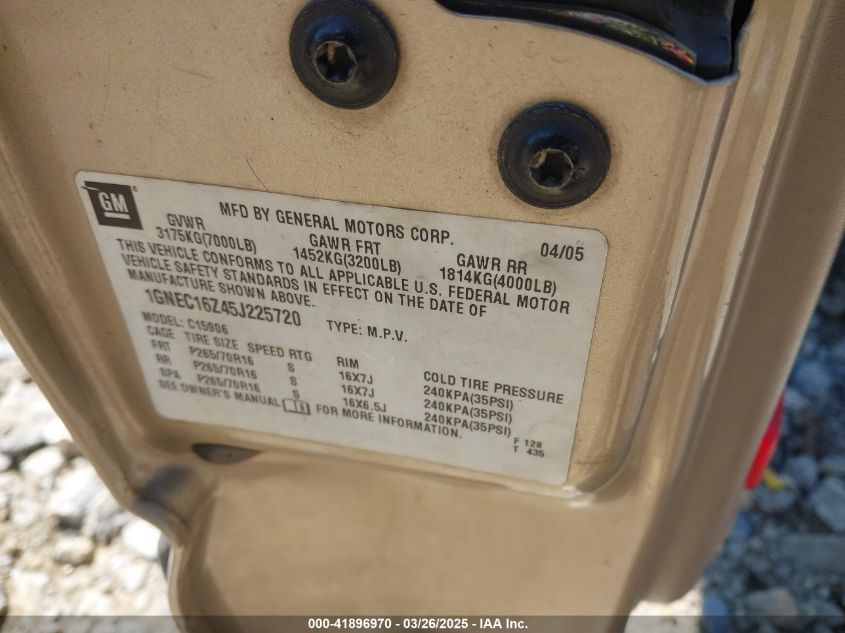 GM
MFD BY GENERAL MOTORS CORP. 04/05
GVWR GAWR FRT GAWR RR
3175KG(7000LB) 1452KG(3200LB) 1814KG(4000LB)
THIS VEHICLE CONFORMS TO ALL APPLICABLE U.S. FEDERAL MOTOR
VEHICLE SAFETY STANDARDS IN EFFECT ON THE DATE OF
MANUFACTURE SHOWN ABOVE.
1GNEC16Z45J225720 TYPE: M.P.V.
MODEL: C15906
CAGE TIRE SIZE SPEED RTG RIM COLD TIRE PRESSURE
FRT P265/70R16 S 16X7J 240KPA(35PSI)
RR P265/70R16 S 16X7J 240KPA(35PSI)
SPA P265/70R16 S 16X6.5J 240KPA(35PSI)
SEE OWNER'S MANUAL FOR MORE INFORMATION.
F 128
T 435
000-41896970 - 03/26/2025 - IAA Inc.